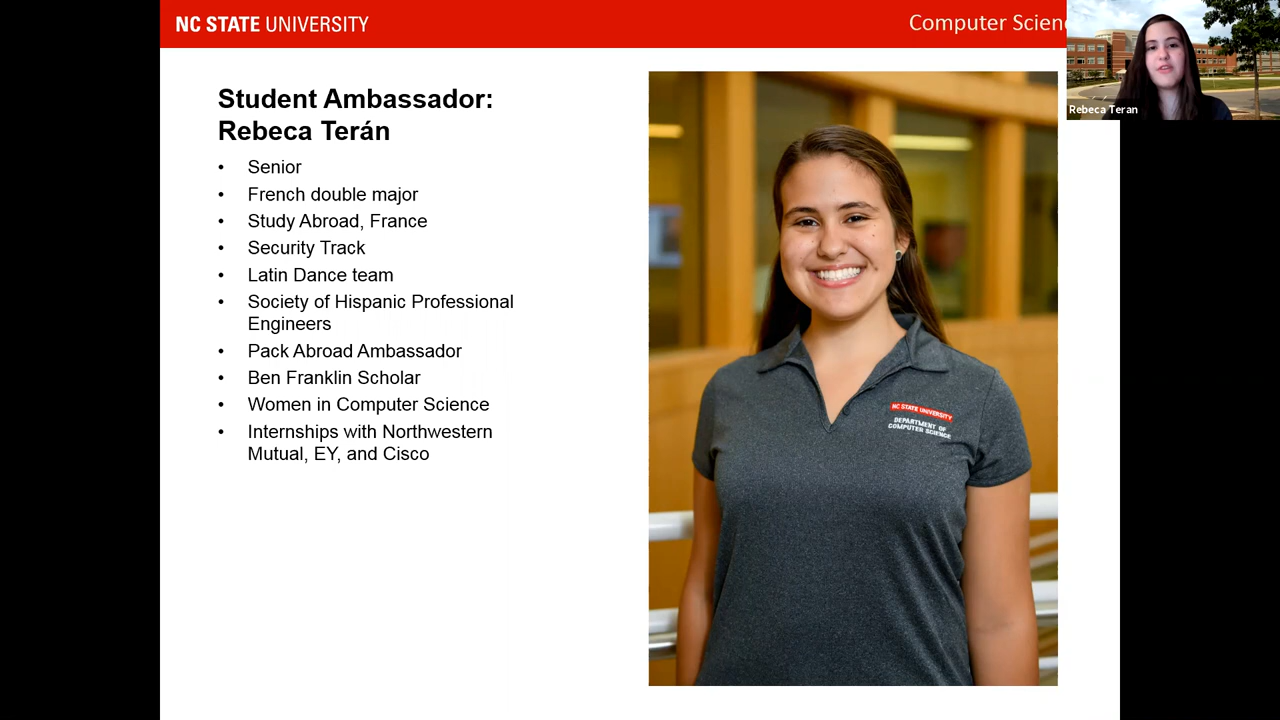 NC STATE UNIVERSITY
Computer Scien
Rebeca Teran
Student Ambassador:
Rebeca Terán
• Senior
• French double major
• Study Abroad, France
• Security Track
• Latin Dance team
• Society of Hispanic Professional
Engineers
• Pack Abroad Ambassador
• Ben Franklin Scholar
• Women in Computer Science
• Internships with Northwestern
Mutual, EY, and Cisco
NC STATE UNIVERSITY
DEPARTMENT OF
COMPUTER SCIENCE